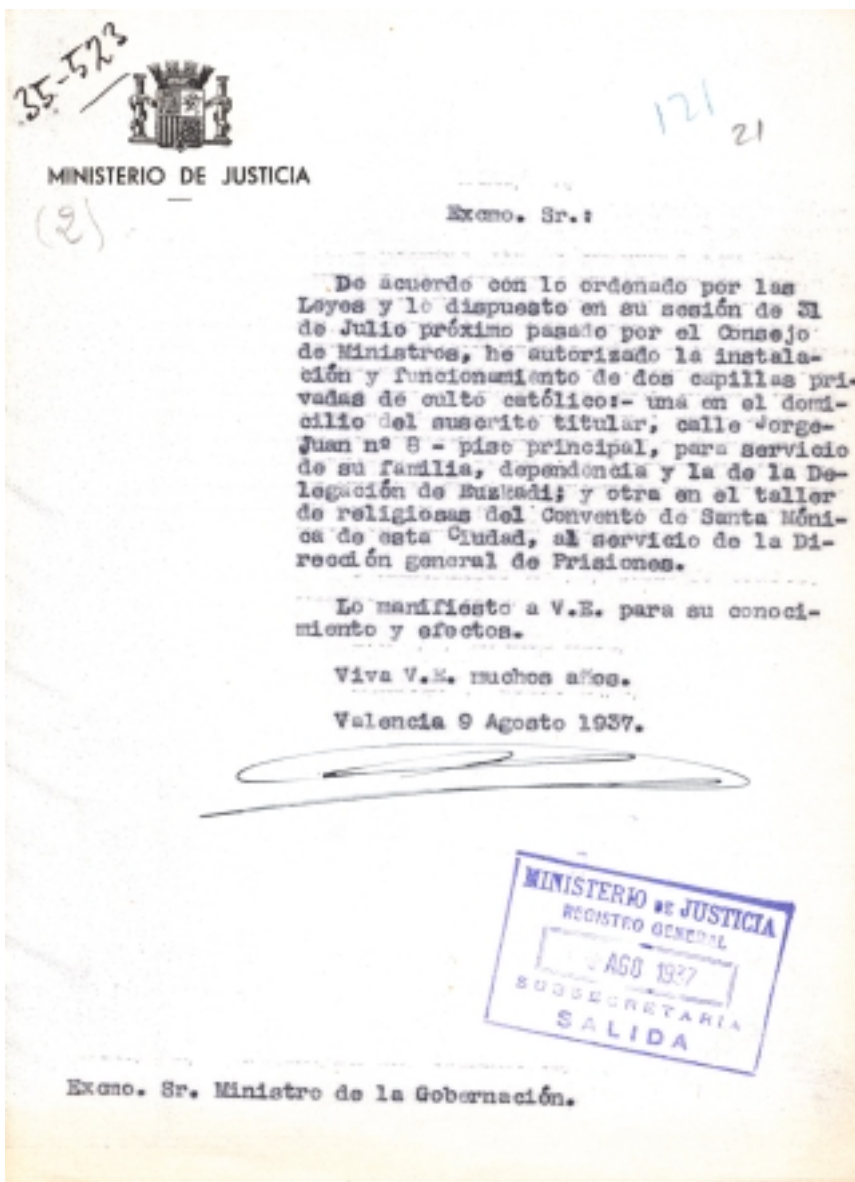 35-523
121
21
MINISTERIO DE JUSTICIA
(2)
Excmo. Sr.:
De acuerdo con lo ordenado por las
Leyes y lo dispuesto en su sesión de 31
de Julio próximo pasado por el Consejo
de Ministros, he autorizado la instala-
ción y funcionamiento de dos capillas pri-
vadas de culto católico:- una en el domi-
cilio del suscrito titular, calle Jorge-
Juan nº 8 - piso principal, para servicio
de su familia, dependencia y la de la De-
legación de Euzkadi; y otra en el taller
de religiosas del Convento de Santa Móni-
ca de esta Ciudad, al servicio de la Di-
rección general de Prisiones.
Lo manifiesto a V.E. para su conoci-
miento y efectos.
Viva V.E. muchos años.
Valencia 9 Agosto 1937.
MINISTERIO DE JUSTICIA
REGISTRO GENERAL
AGO 1937
SUBSECRETARIA
SALIDA
Excmo. Sr. Ministro de la Gobernación.